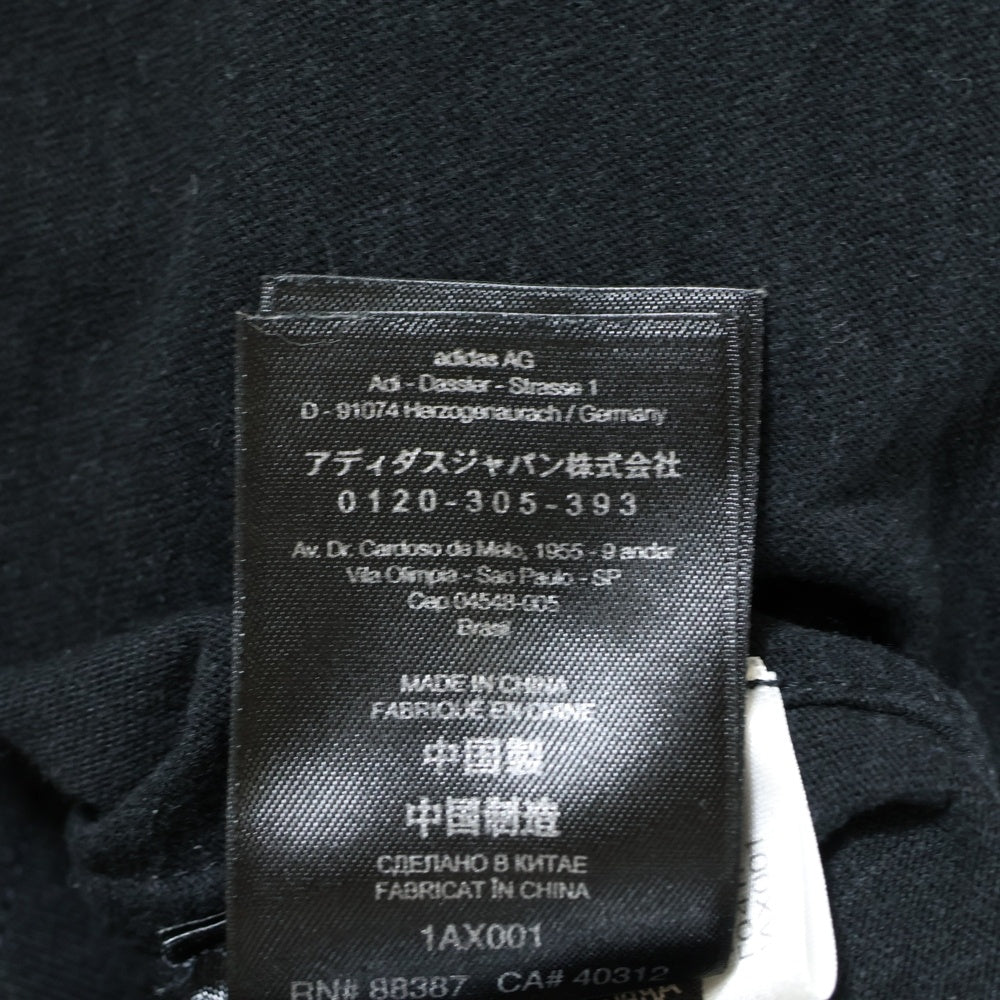 adidas AG
Adi - Dassler - Strasse 1
D - 91074 Herzogenaurach / Germany
アディダスジャパン株式会社
0120-305-393
Av. Dr. Cardoso de Melo, 1955 - 9 andar
Vila Olimpia - Sao Paulo - SP
Cep 04548-005
Brasil
MADE IN CHINA
FABRIQUÉ EN CHINE
中国製
中国制造
СДЕЛАНО В КИТАЕ
FABRICAT ÎN CHINA
1AX001
RN# 88387 CA# 40312
1AX001